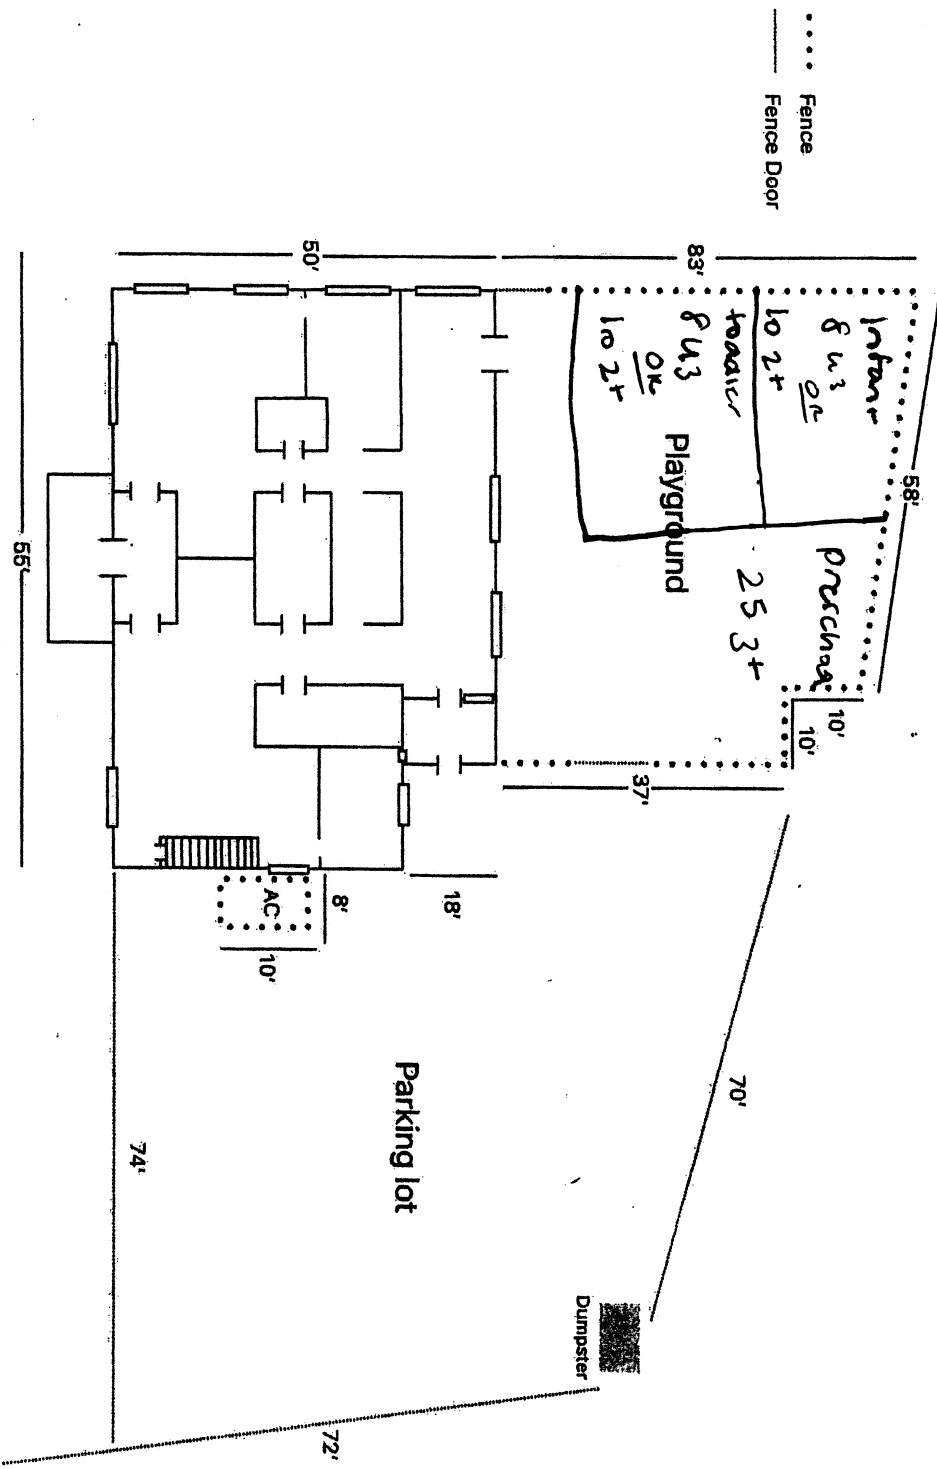 Fence
Fence Door
50'
83'
Infant
8 u3
or
10 2+
toddler
8 u3
OR
10 2+
Playground
58'
preschool
25 3+
10'
10'
37'
55'
18'
8'
AC
10'
Parking lot
70'
74'
Dumpster
72'